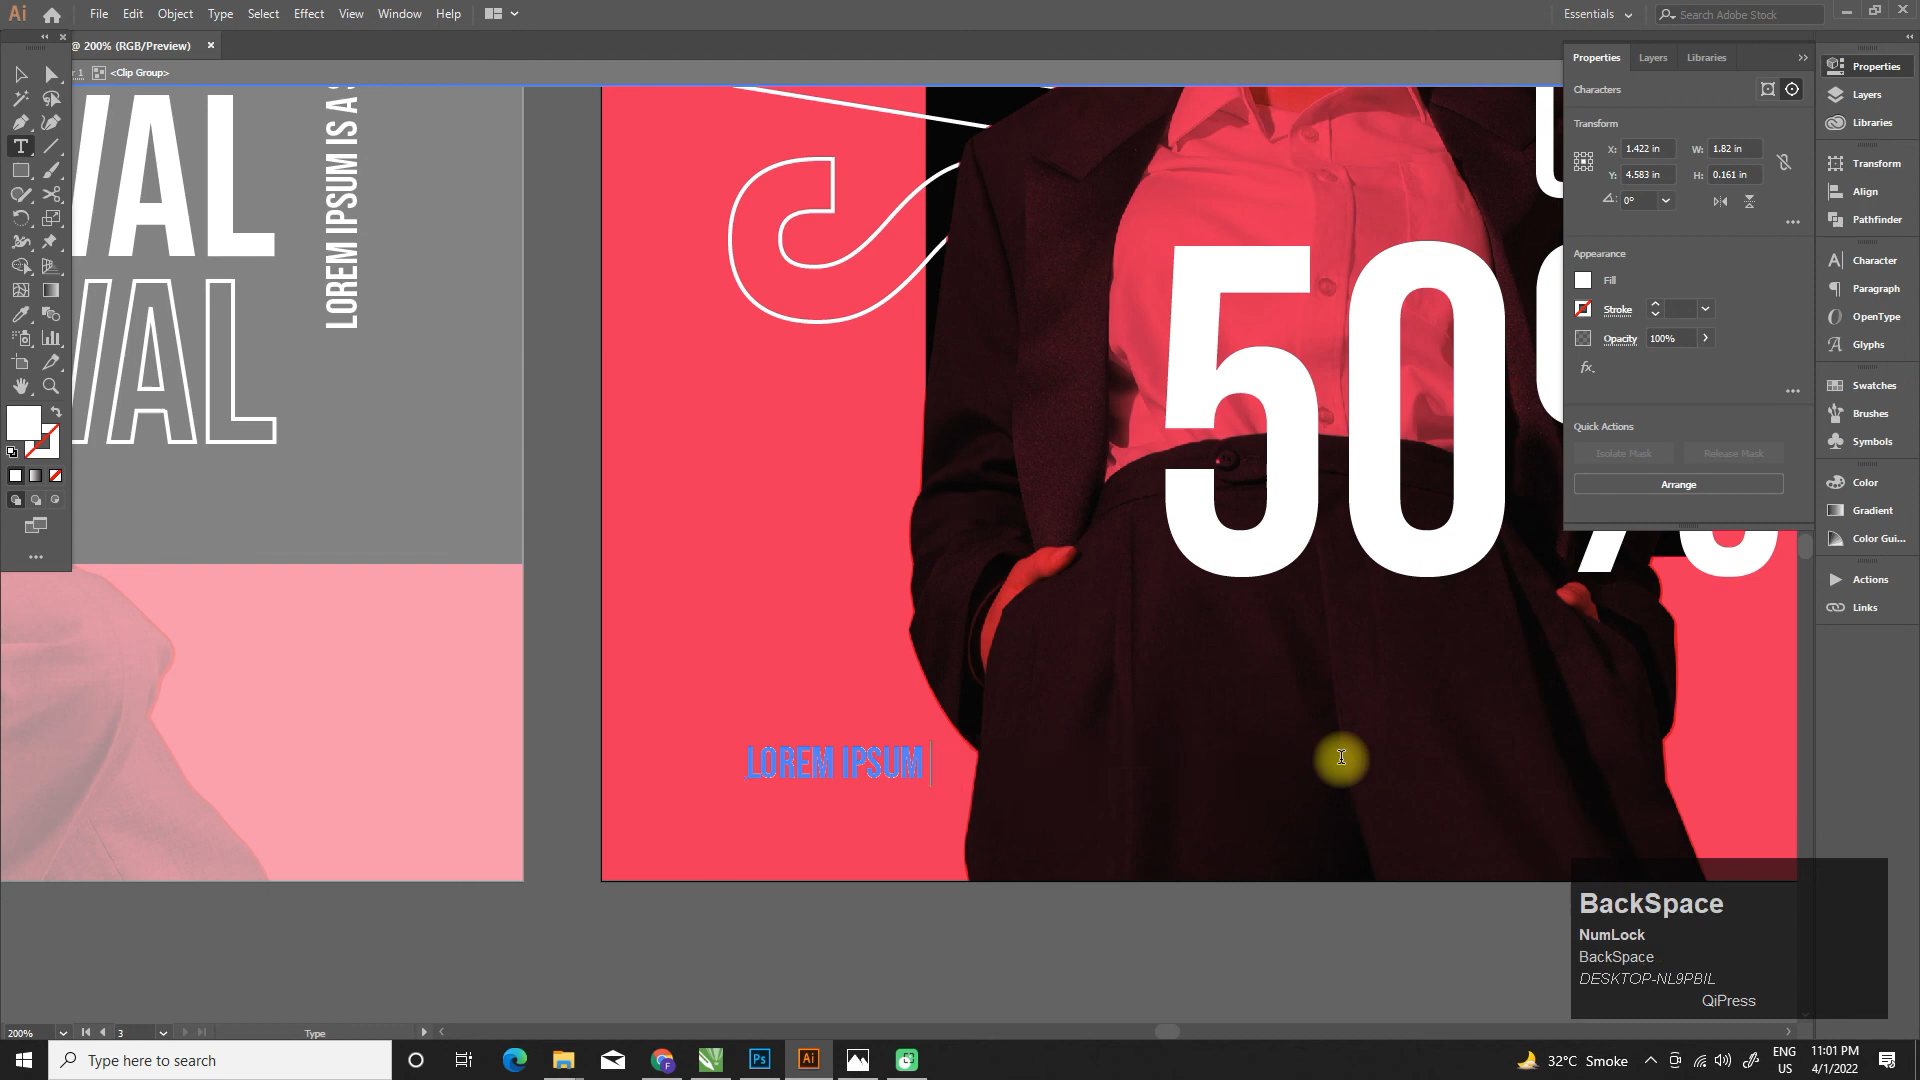 Ai File Edit Object Type Select Effect View Window Help
Essentials
Search Adobe Stock
@ 200% (RGB/Preview)
<Clip Group>
Properties Layers Libraries
Characters
Transform
X: 1.422 in W: 1.82 in
Y: 4.583 in H: 0.161 in
0°
Appearance
Fill
Stroke
Opacity 100%
fx.
Quick Actions
Isolate Mask Release Mask
Arrange
Properties
Layers
Libraries
Transform
Align
Pathfinder
Character
Paragraph
OpenType
Glyphs
Swatches
Brushes
Symbols
Color
Gradient
Color Gui...
Actions
Links
VAL
VAL
LOREM IPSUM IS A
50
LOREM IPSUM
BackSpace
NumLock
BackSpace
DESKTOP-NL9PBIL
QiPress
200% 3 Type
Type here to search
Ps Ai
32°C Smoke
ENG
US
11:01 PM
4/1/2022